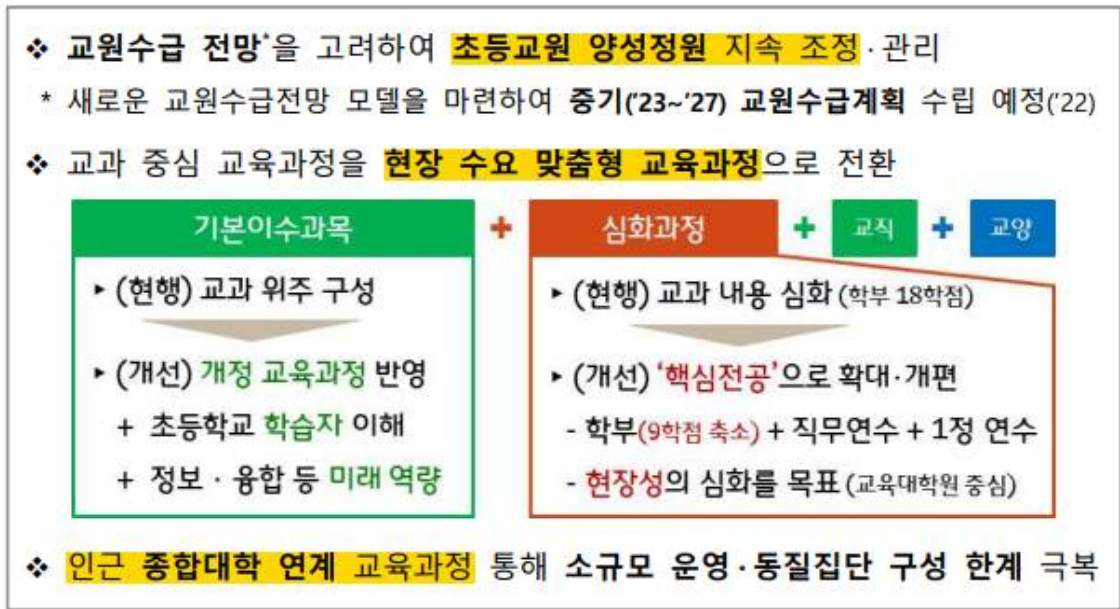 ❖ 교원수급 전망*을 고려하여 초등교원 양성정원 지속 조정·관리
* 새로운 교원수급전망 모델을 마련하여 중기('23~'27) 교원수급계획 수립 예정('22)
❖ 교과 중심 교육과정을 현장 수요 맞춤형 교육과정으로 전환
기본이수과목 + 심화과정 + 교직 + 교양
▸ (현행) 교과 위주 구성
▸ (개선) 개정 교육과정 반영
+ 초등학교 학습자 이해
+ 정보·융합 등 미래 역량
▸ (현행) 교과 내용 심화 (학부 18학점)
▸ (개선) '핵심전공'으로 확대·개편
- 학부(9학점 축소) + 직무연수 + 1정 연수
- 현장성의 심화를 목표 (교육대학원 중심)
❖ 인근 종합대학 연계 교육과정 통해 소규모 운영·동질집단 구성 한계 극복